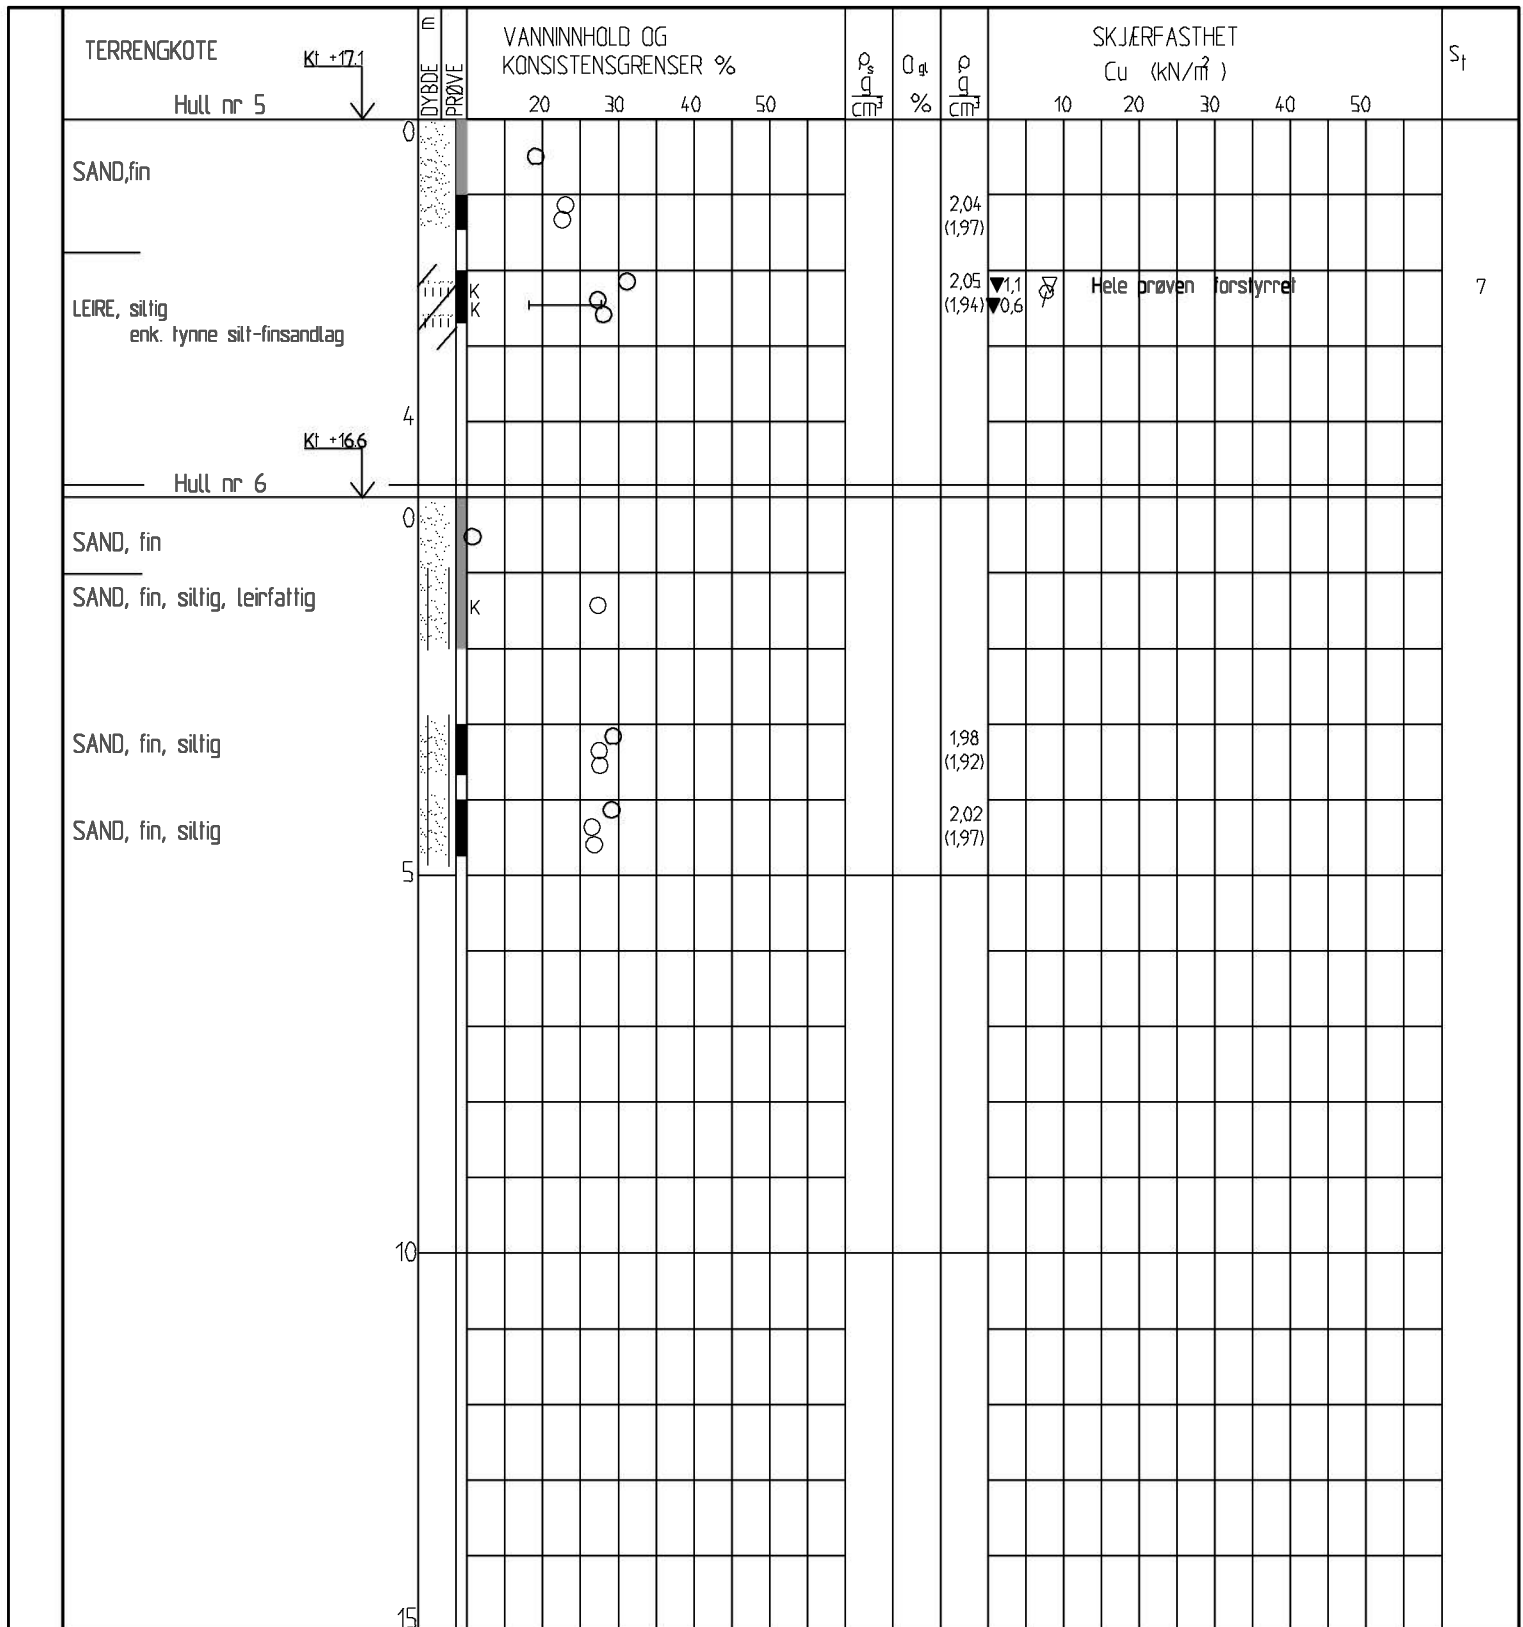 TERRENGKOTE
Kt +17.1
Hull nr 5
m
DYBDE
PRØVE
VANNINNHOLD OG
KONSISTENSGRENSER %
20 30 40 50
ρs
g
cm³
O gl
%
ρ
g
cm³
SKJÆRFASTHET
Cu (kN/m²)
10 20 30 40 50
St
0
SAND,fin
2,04
(1,97)
LEIRE, siltig
enk. tynne silt-finsandlag
K
K
2,05
(1,94)
1,1
0,6
Hele prøven forstyrret
7
4
Kt +16.6
Hull nr 6
0
SAND, fin
SAND, fin, siltig, leirfattig
K
SAND, fin, siltig
1,98
(1,92)
SAND, fin, siltig
2,02
(1,97)
5
10
15